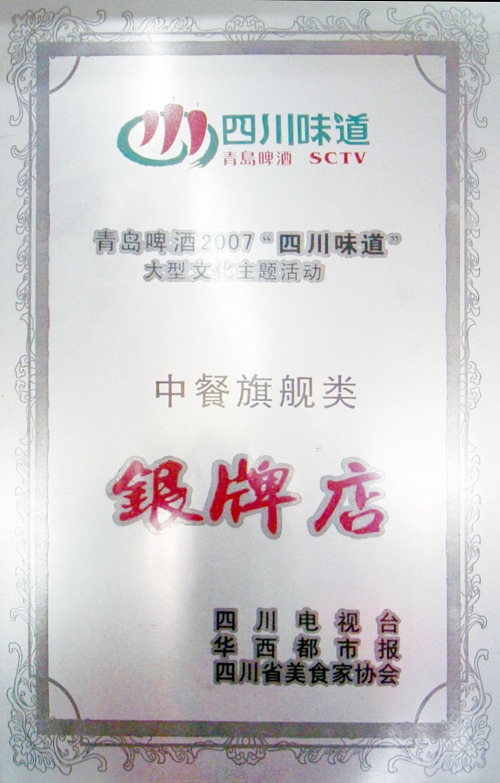 四川味道
青島啤酒 SCTV
青岛啤酒2007“四川味道”
大型文化主题活动
中餐旗舰类
銀牌店
四川电视台
华西都市报
四川省美食家协会